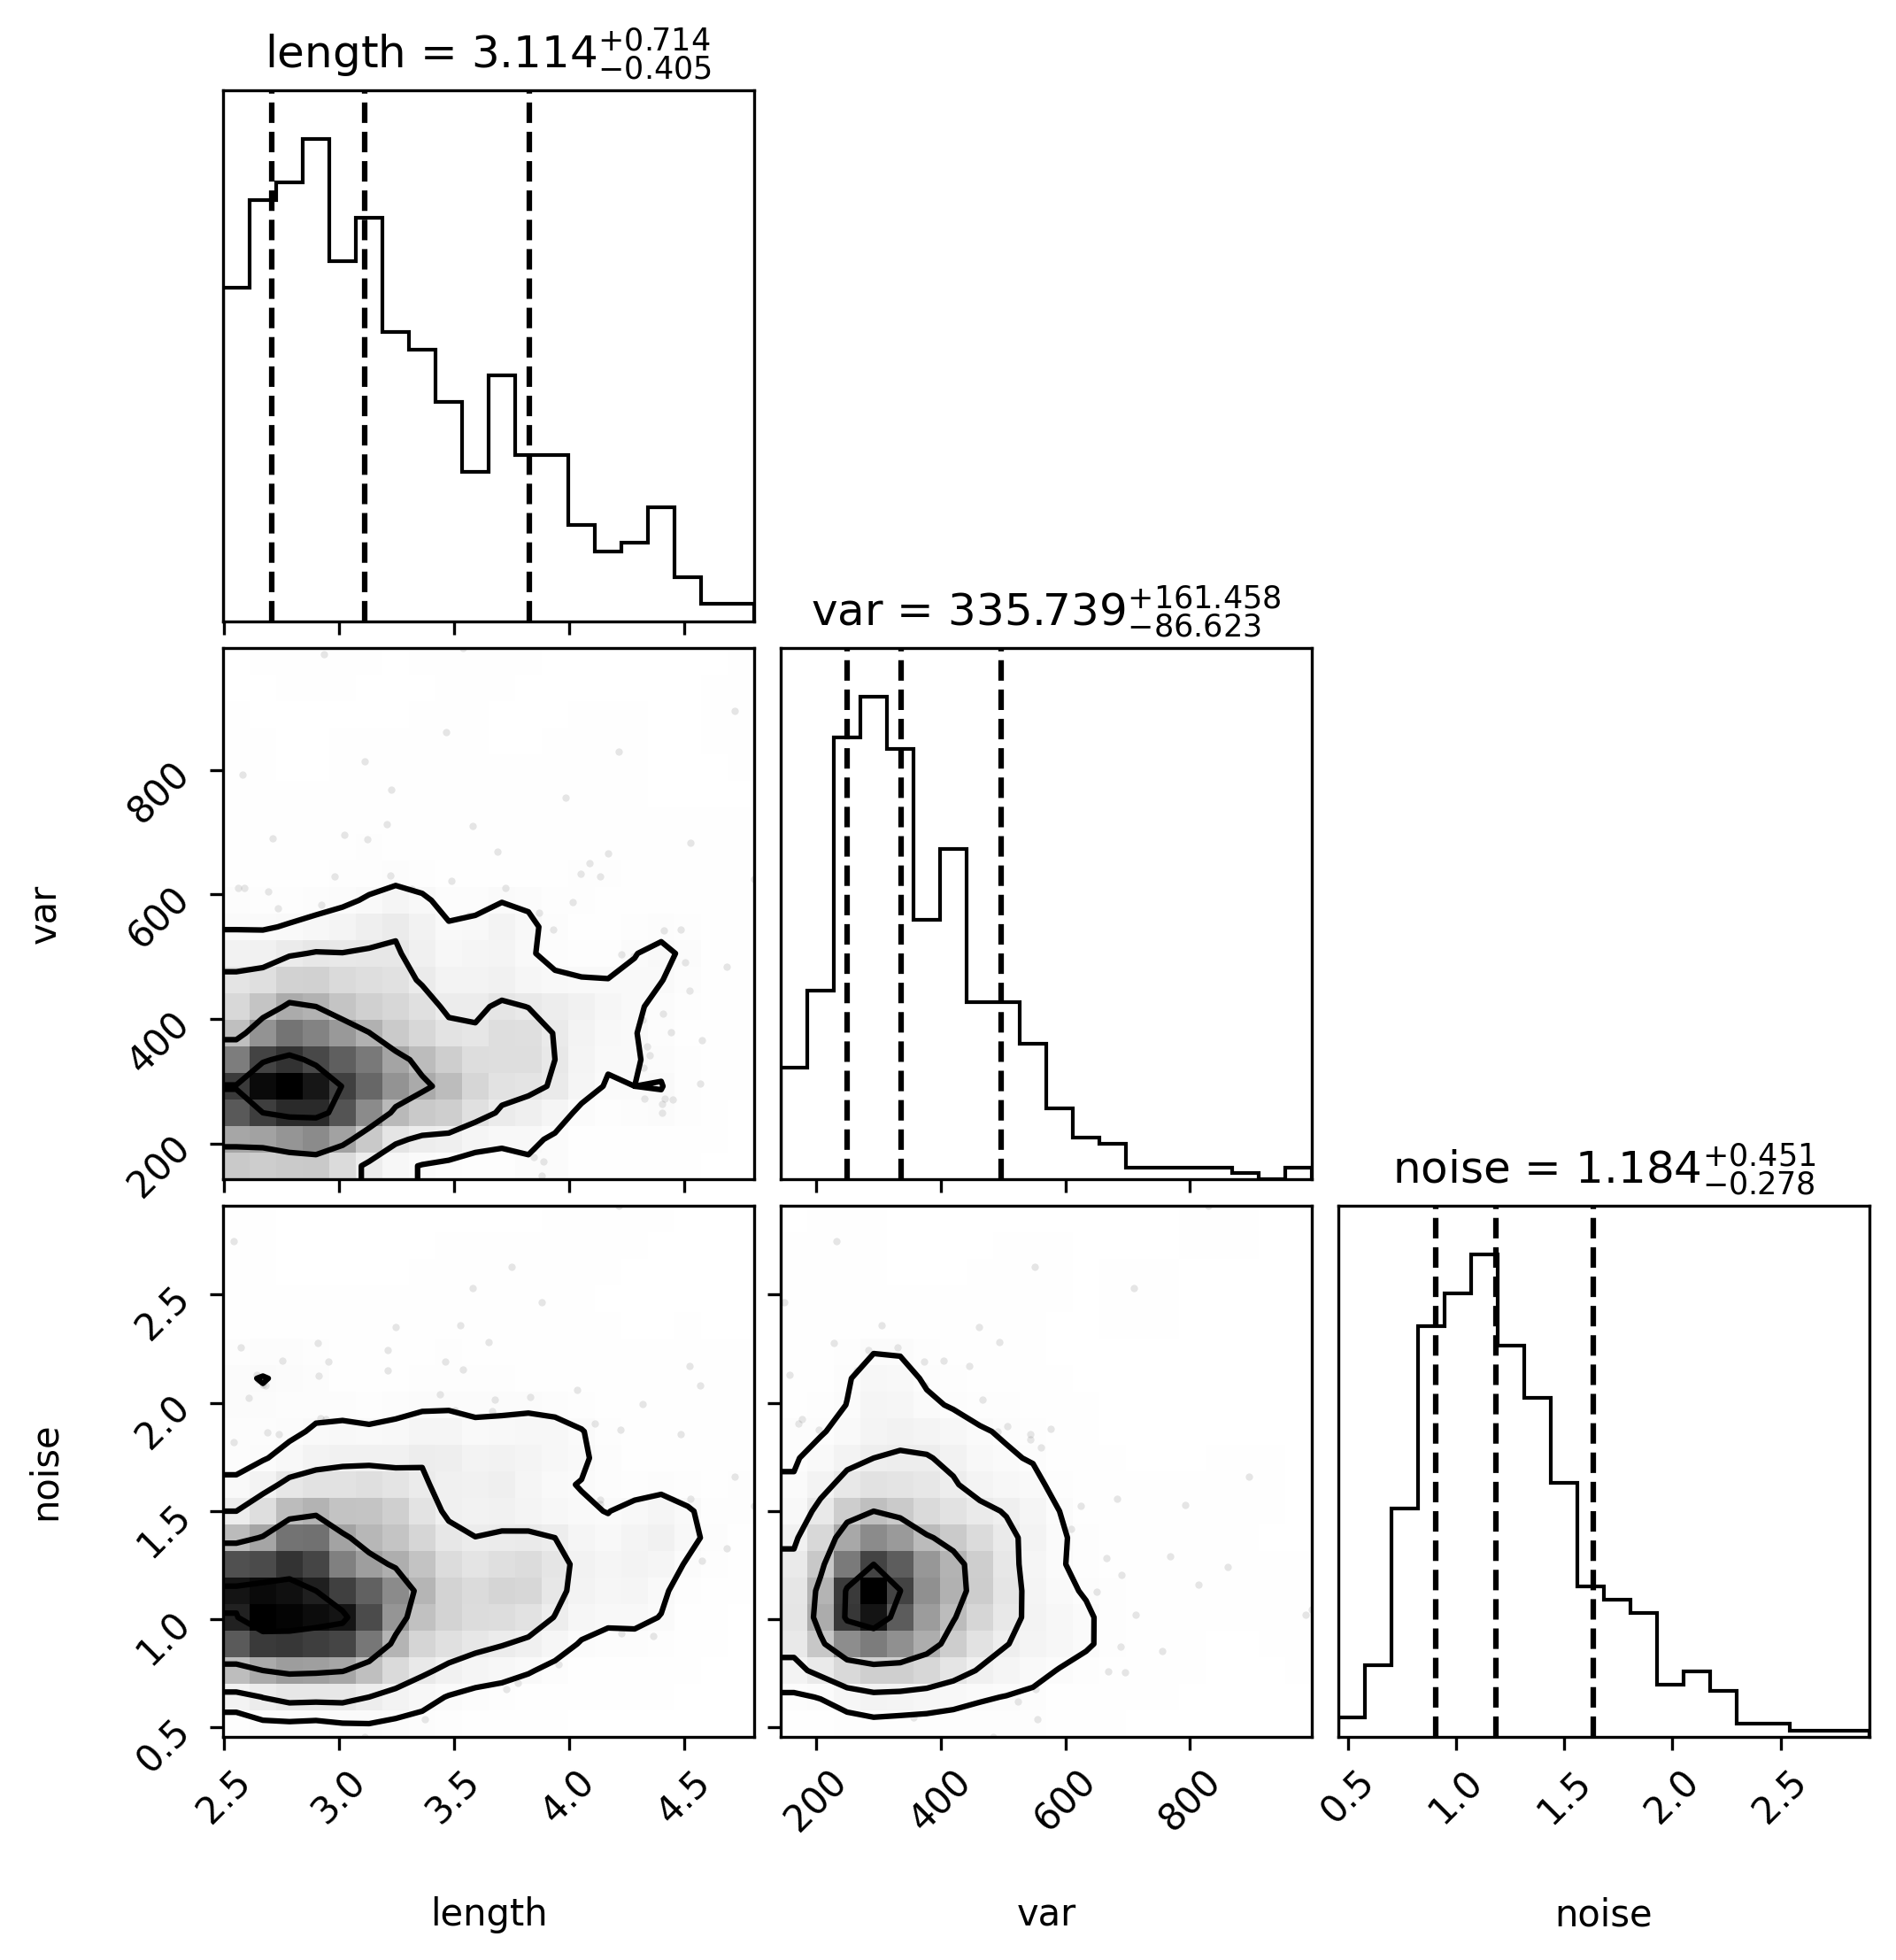 length = 3.114 +0.714 −0.405
var = 335.739 +161.458 −86.623
var
800
600
400
200
noise = 1.184 +0.451 −0.278
noise
2.5
2.0
1.5
1.0
0.5
2.5 3.0 3.5 4.0 4.5
200 400 600 800
0.5 1.0 1.5 2.0 2.5
length
var
noise